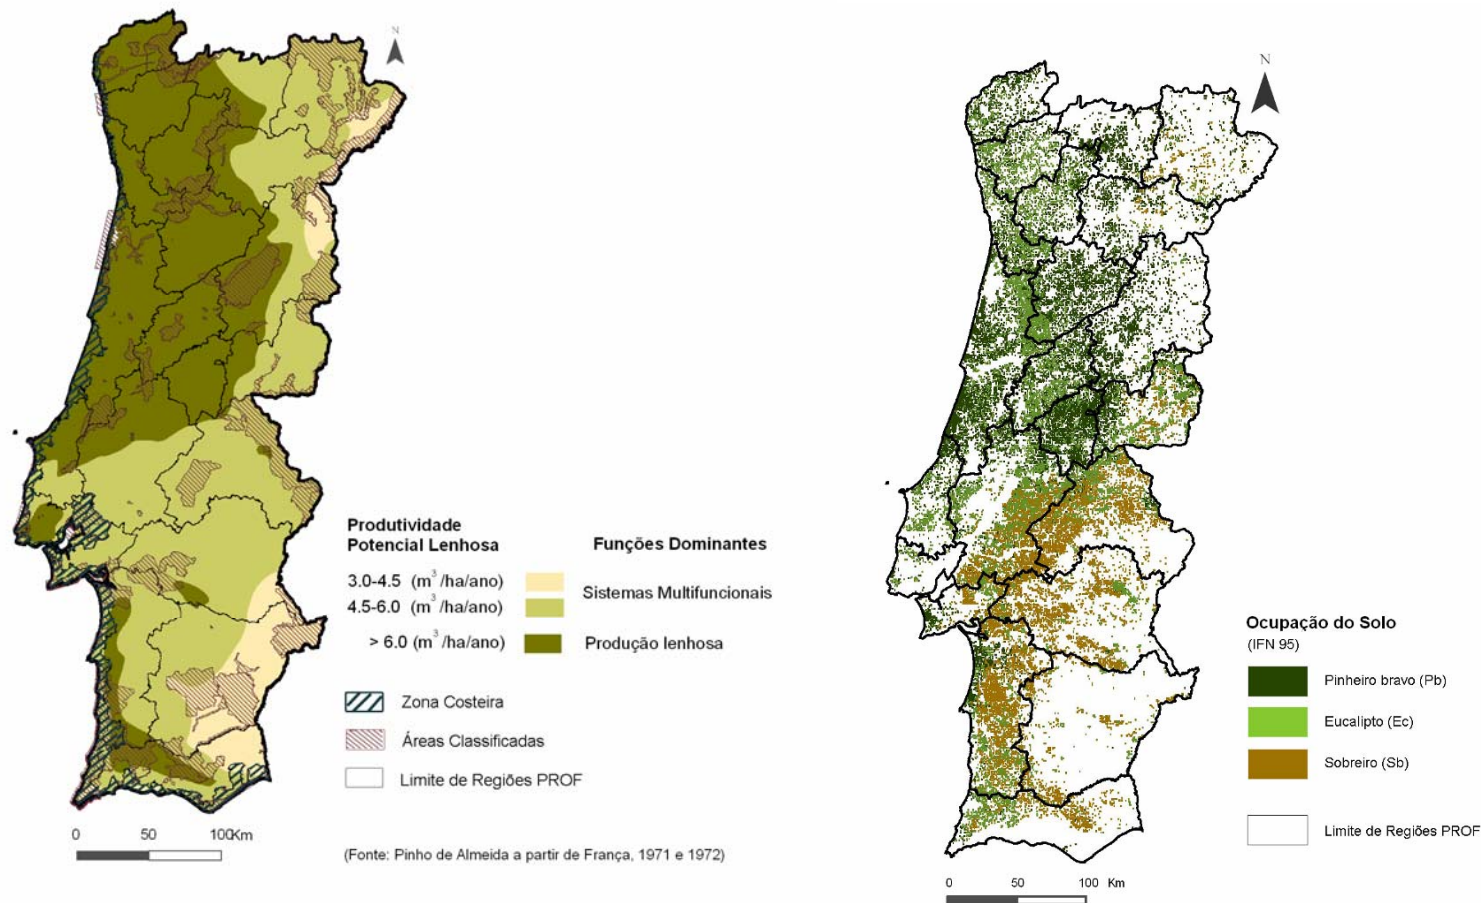 N
Produtividade
Potencial Lenhosa
Funções Dominantes
3.0-4.5 (m³/ha/ano)
4.5-6.0 (m³/ha/ano)
Sistemas Multifuncionais
> 6.0 (m³/ha/ano)
Produção lenhosa
Zona Costeira
Áreas Classificadas
Limite de Regiões PROF
0 50 100Km
(Fonte: Pinho de Almeida a partir de França, 1971 e 1972)
N
Ocupação do Solo
(IFN 95)
Pinheiro bravo (Pb)
Eucalipto (Ec)
Sobreiro (Sb)
Limite de Regiões PROF
0 50 100 Km